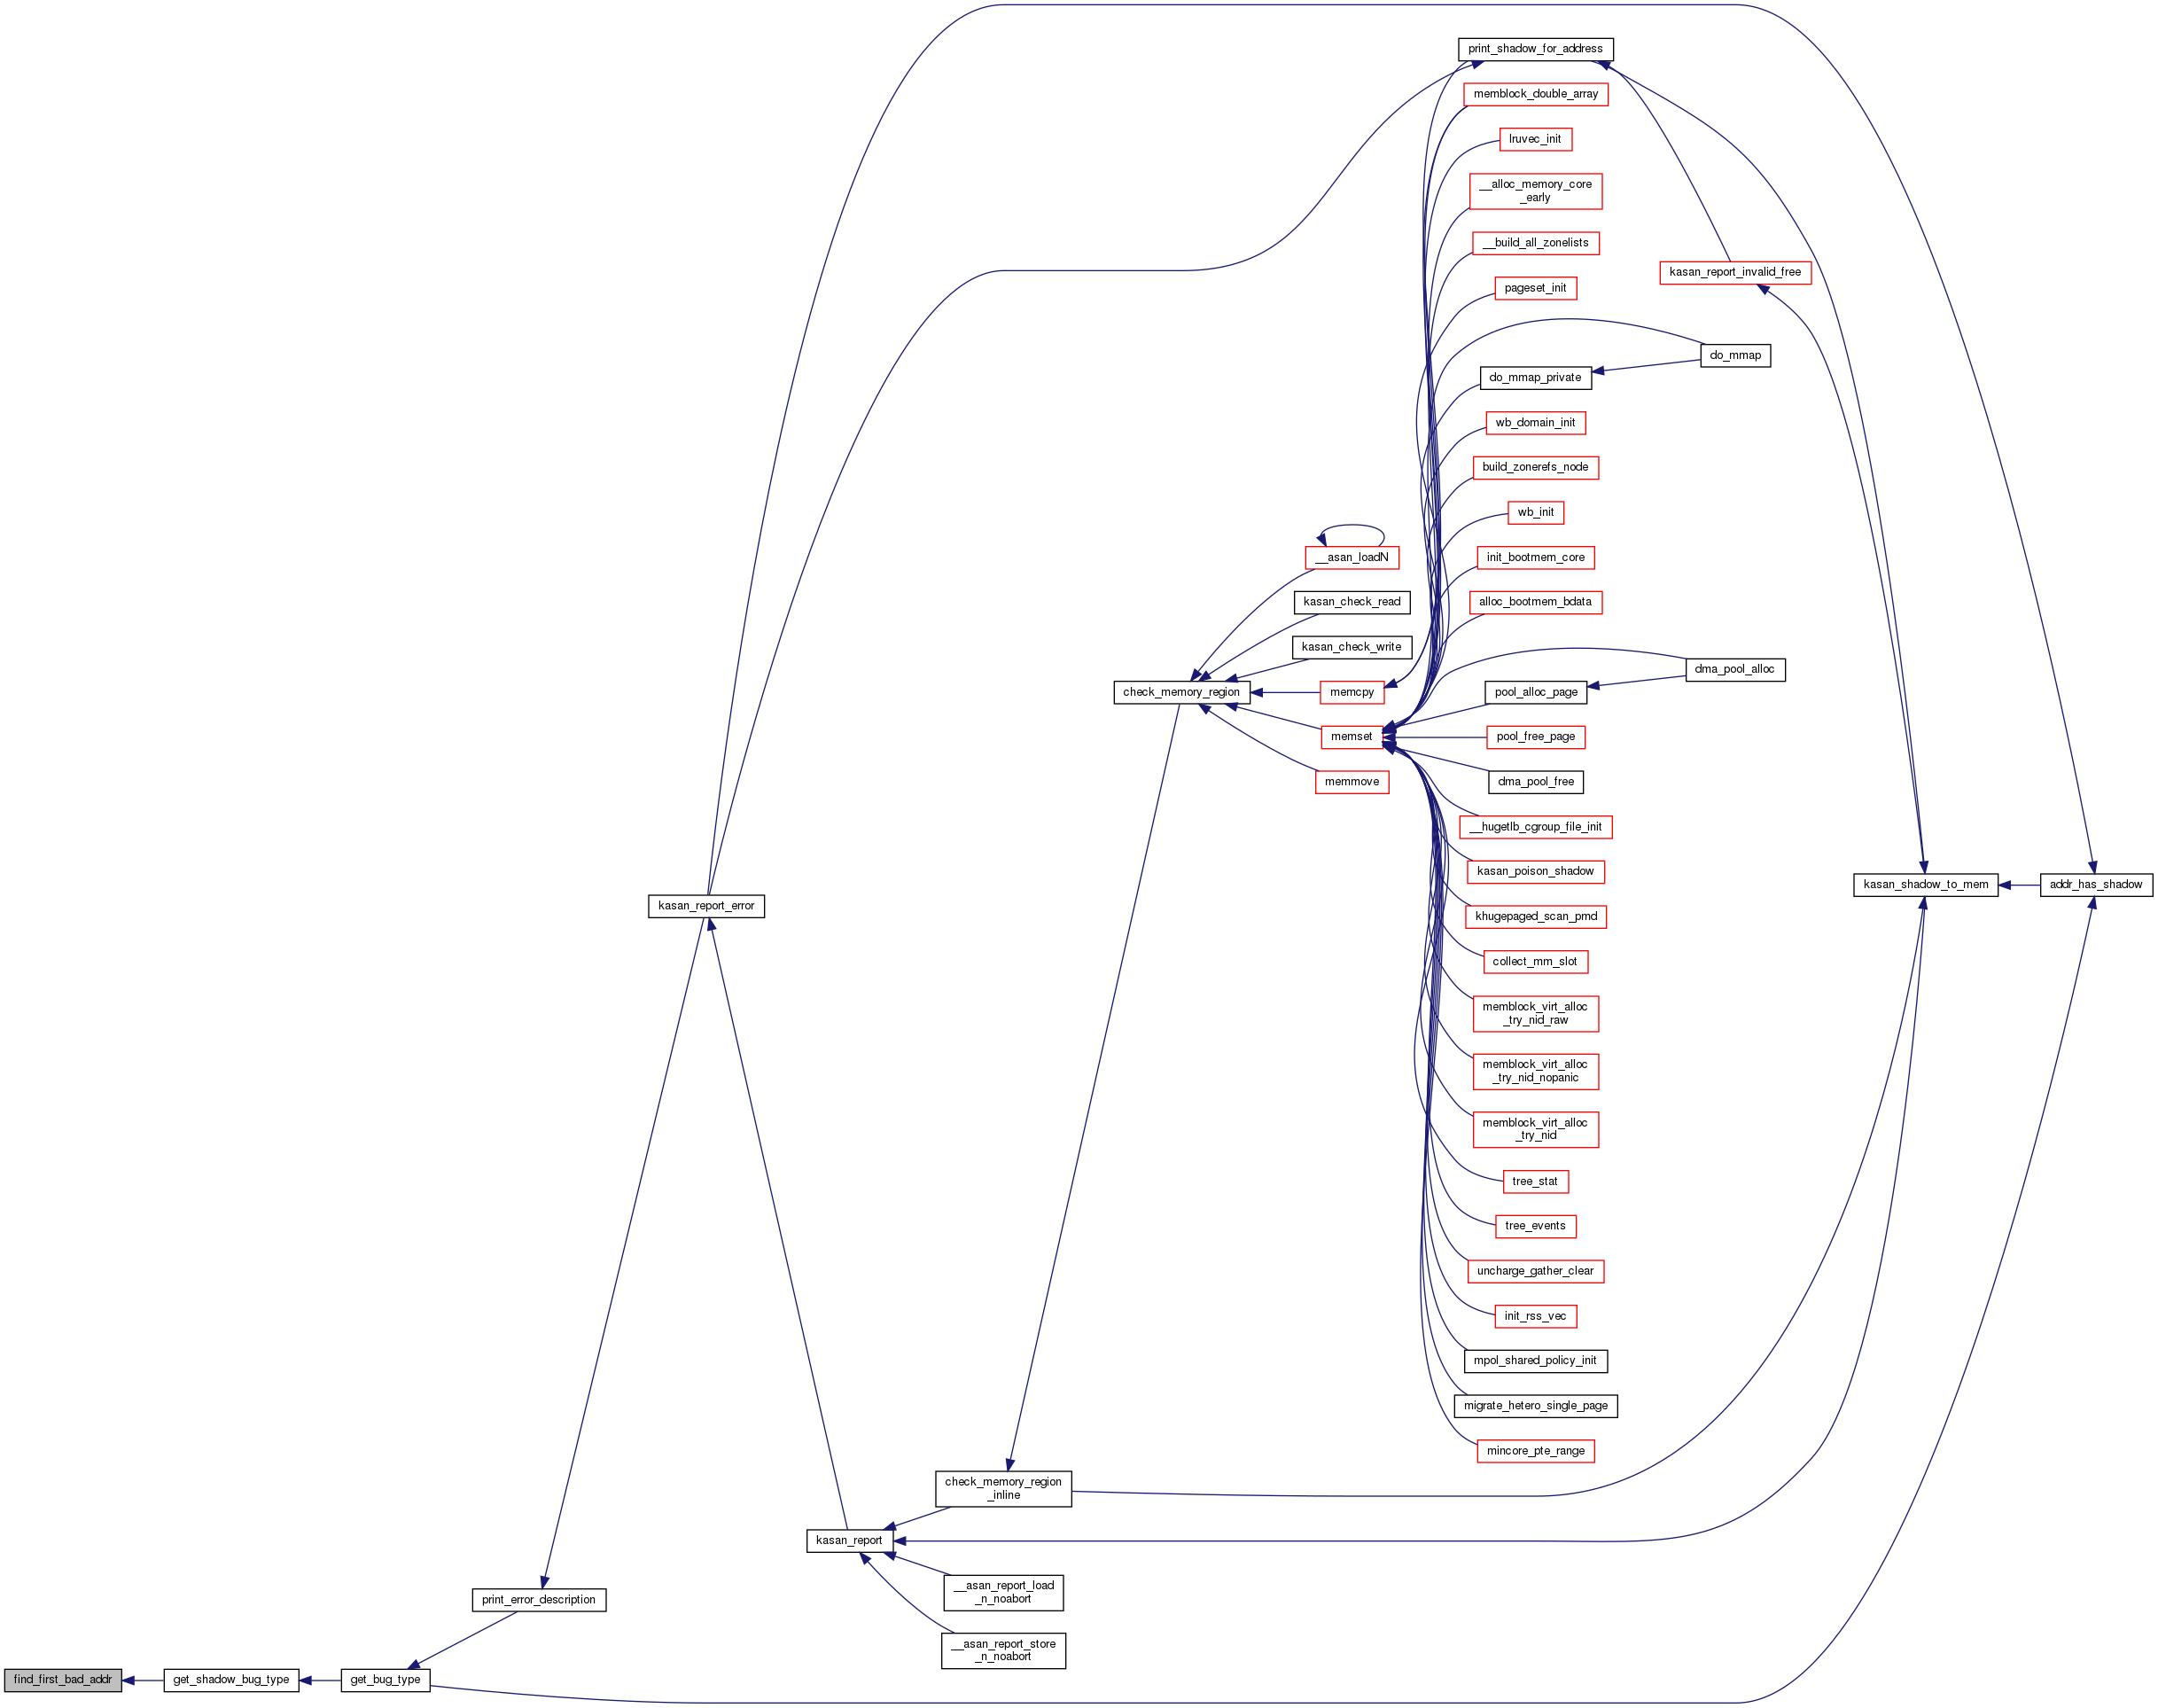 print_shadow_for_address
memblock_double_array
lruvec_init
__alloc_memory_core
_early
__build_all_zonelists
kasan_report_invalid_free
pageset_init
do_mmap
do_mmap_private
wb_domain_init
build_zonerefs_node
wb_init
__asan_loadN
init_bootmem_core
kasan_check_read
alloc_bootmem_bdata
kasan_check_write
dma_pool_alloc
check_memory_region
memcpy
pool_alloc_page
memset
pool_free_page
memmove
dma_pool_free
__hugetlb_cgroup_file_init
kasan_poison_shadow
kasan_shadow_to_mem
addr_has_shadow
kasan_report_error
khugepaged_scan_pmd
collect_mm_slot
memblock_virt_alloc
_try_nid_raw
memblock_virt_alloc
_try_nid_nopanic
memblock_virt_alloc
_try_nid
tree_stat
tree_events
uncharge_gather_clear
init_rss_vec
mpol_shared_policy_init
migrate_hetero_single_page
mincore_pte_range
check_memory_region
_inline
kasan_report
__asan_report_load
_n_noabort
print_error_description
__asan_report_store
_n_noabort
find_first_bad_addr
get_shadow_bug_type
get_bug_type